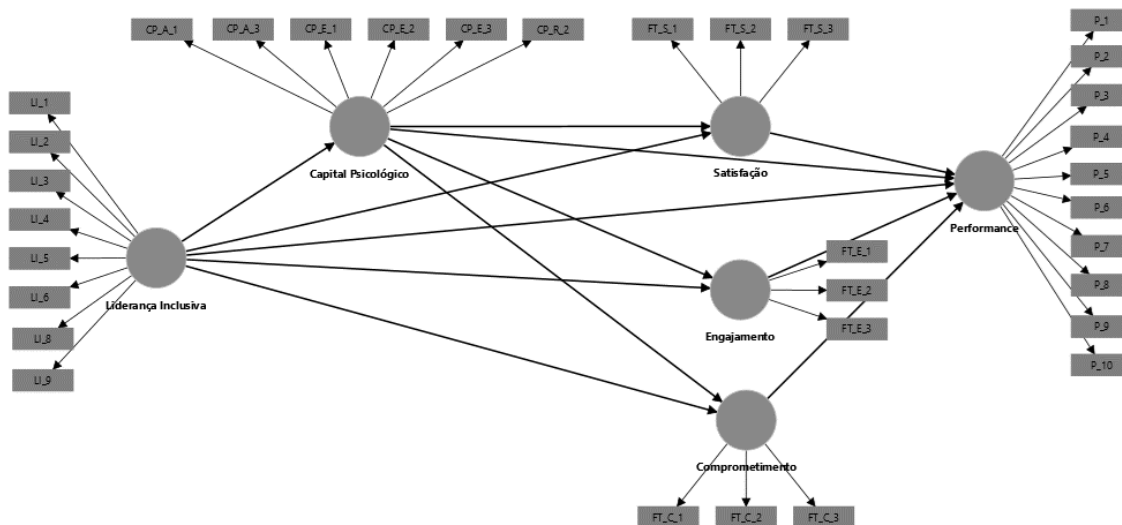 CP_A_1
CP_A_3
CP_E_1
CP_E_2
CP_E_3
CP_R_2
FT_S_1
FT_S_2
FT_S_3
P_1
P_2
P_3
P_4
P_5
P_6
P_7
P_8
P_9
P_10
LI_1
LI_2
LI_3
LI_4
LI_5
LI_6
LI_8
LI_9
Capital Psicológico
Satisfação
Performance
Liderança Inclusiva
FT_E_1
FT_E_2
FT_E_3
Engajamento
Comprometimento
FT_C_1
FT_C_2
FT_C_3